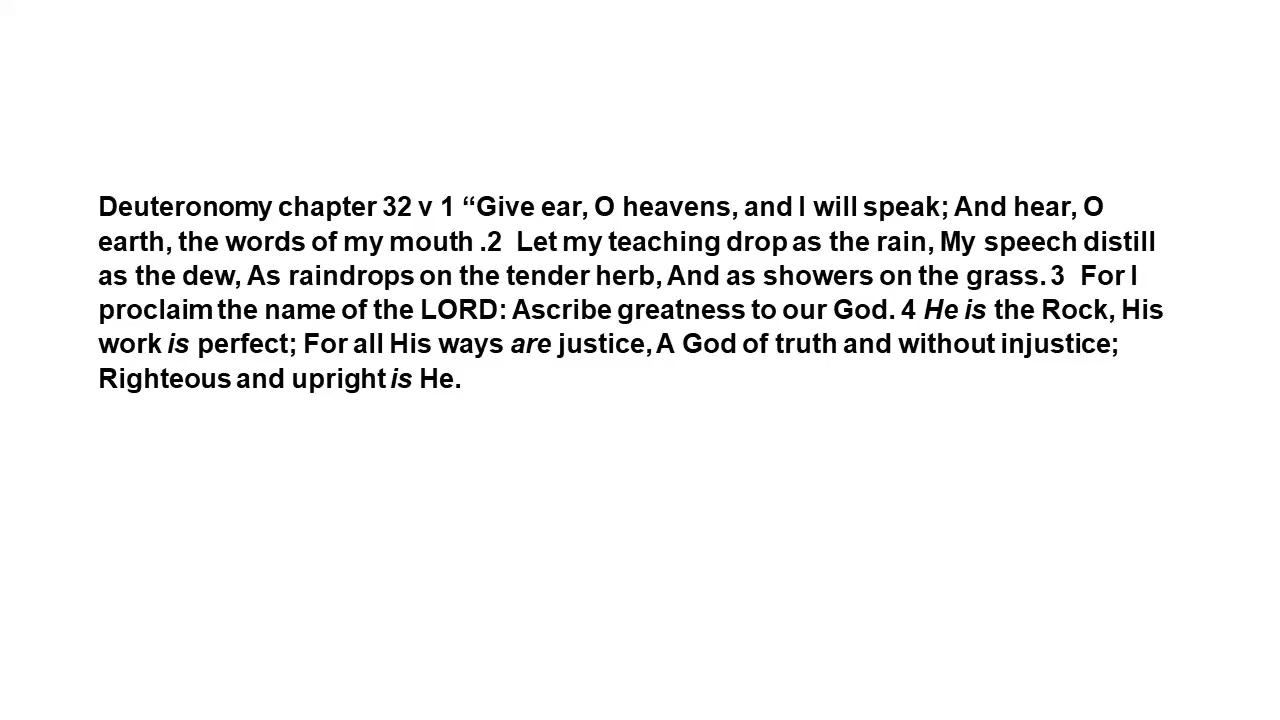 Deuteronomy chapter 32 v 1 “Give ear, O heavens, and I will speak; And hear, O
earth, the words of my mouth .2  Let my teaching drop as the rain, My speech distill
as the dew, As raindrops on the tender herb, And as showers on the grass. 3  For I
proclaim the name of the LORD: Ascribe greatness to our God. 4 He is the Rock, His
work is perfect; For all His ways are justice, A God of truth and without injustice;
Righteous and upright is He.